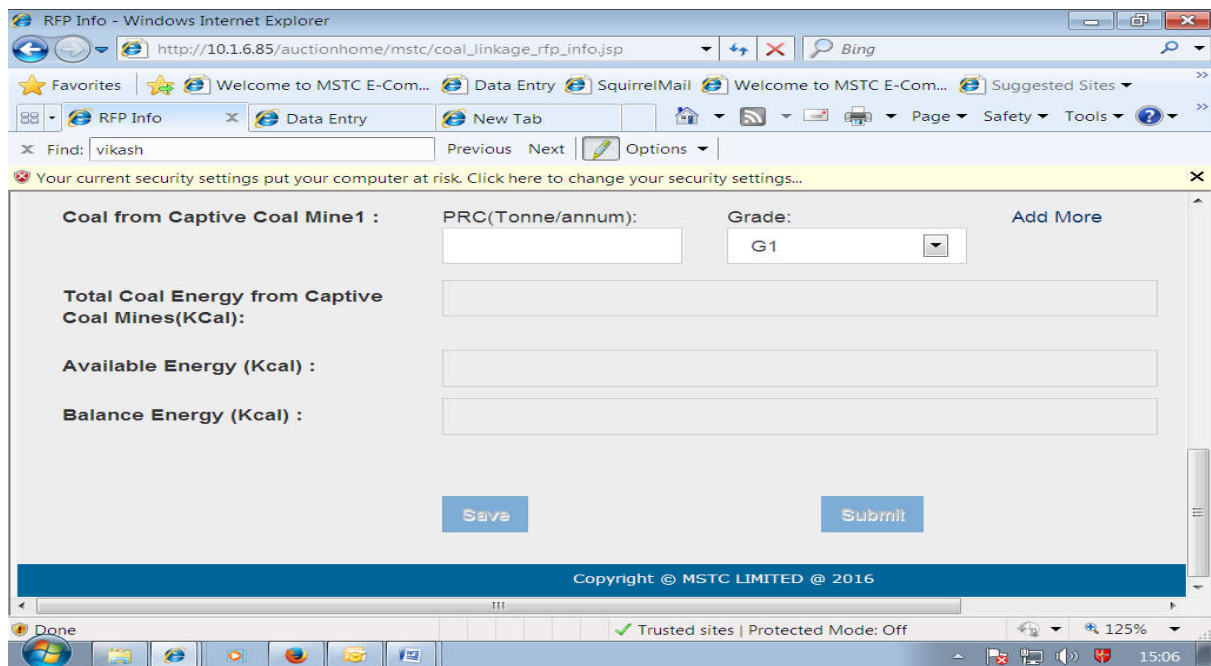 RFP Info - Windows Internet Explorer
http://10.1.6.85/auctionhome/mstc/coal_linkage_rfp_info.jsp Bing
Favorites Welcome to MSTC E-Com... Data Entry SquirrelMail Welcome to MSTC E-Com... Suggested Sites
RFP Info Data Entry New Tab Page Safety Tools
x Find: vikash Previous Next Options
Your current security settings put your computer at risk. Click here to change your security settings...
Coal from Captive Coal Mine1 : PRC(Tonne/annum): Grade: Add More
G1
Total Coal Energy from Captive
Coal Mines(KCal):
Available Energy (Kcal) :
Balance Energy (Kcal) :
Save Submit
Copyright © MSTC LIMITED @ 2016
Done Trusted sites | Protected Mode: Off 125%
15:06